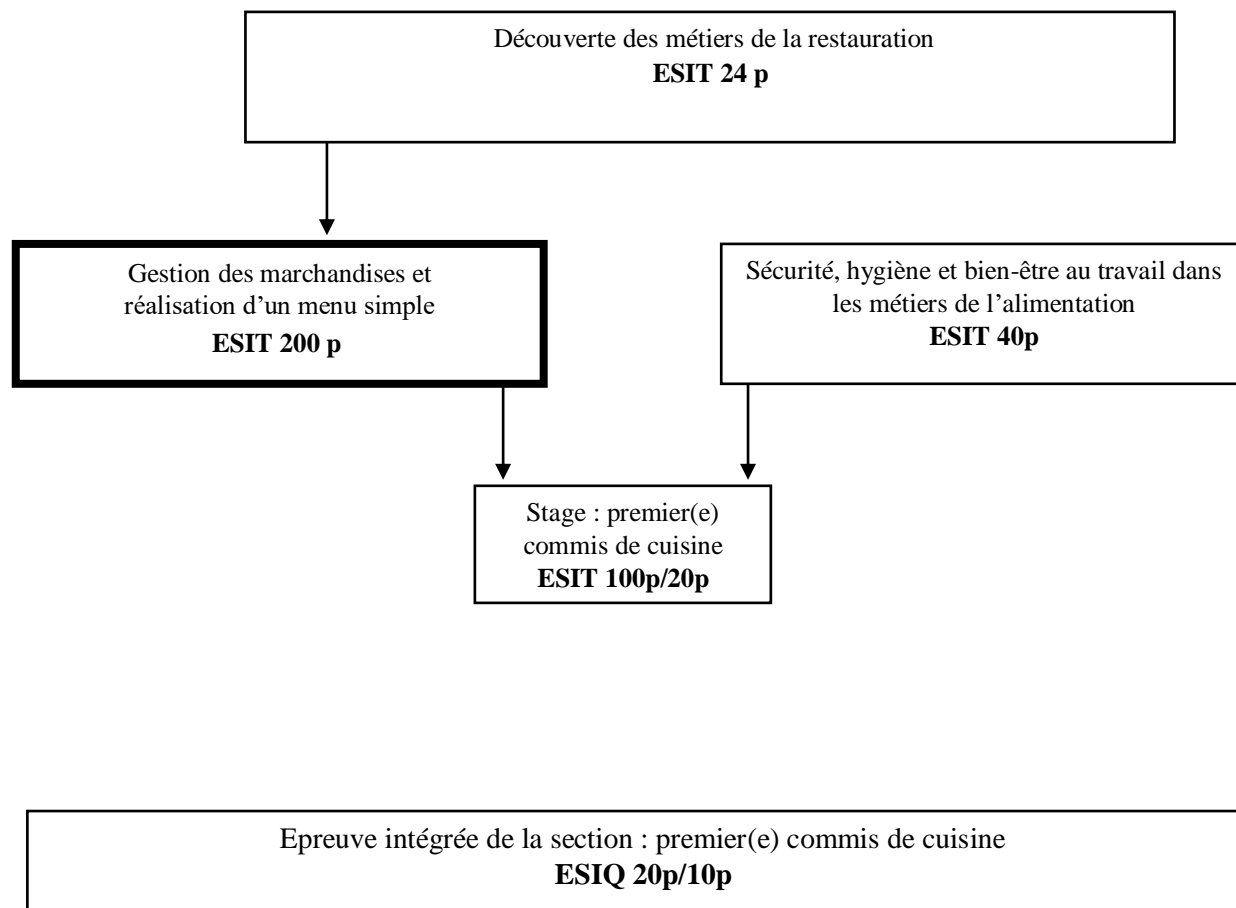 Découverte des métiers de la restauration
ESIT 24 p
Gestion des marchandises et
réalisation d’un menu simple
ESIT 200 p
Sécurité, hygiène et bien-être au travail dans
les métiers de l’alimentation
ESIT 40p
Stage : premier(e)
commis de cuisine
ESIT 100p/20p
Epreuve intégrée de la section : premier(e) commis de cuisine
ESIQ 20p/10p